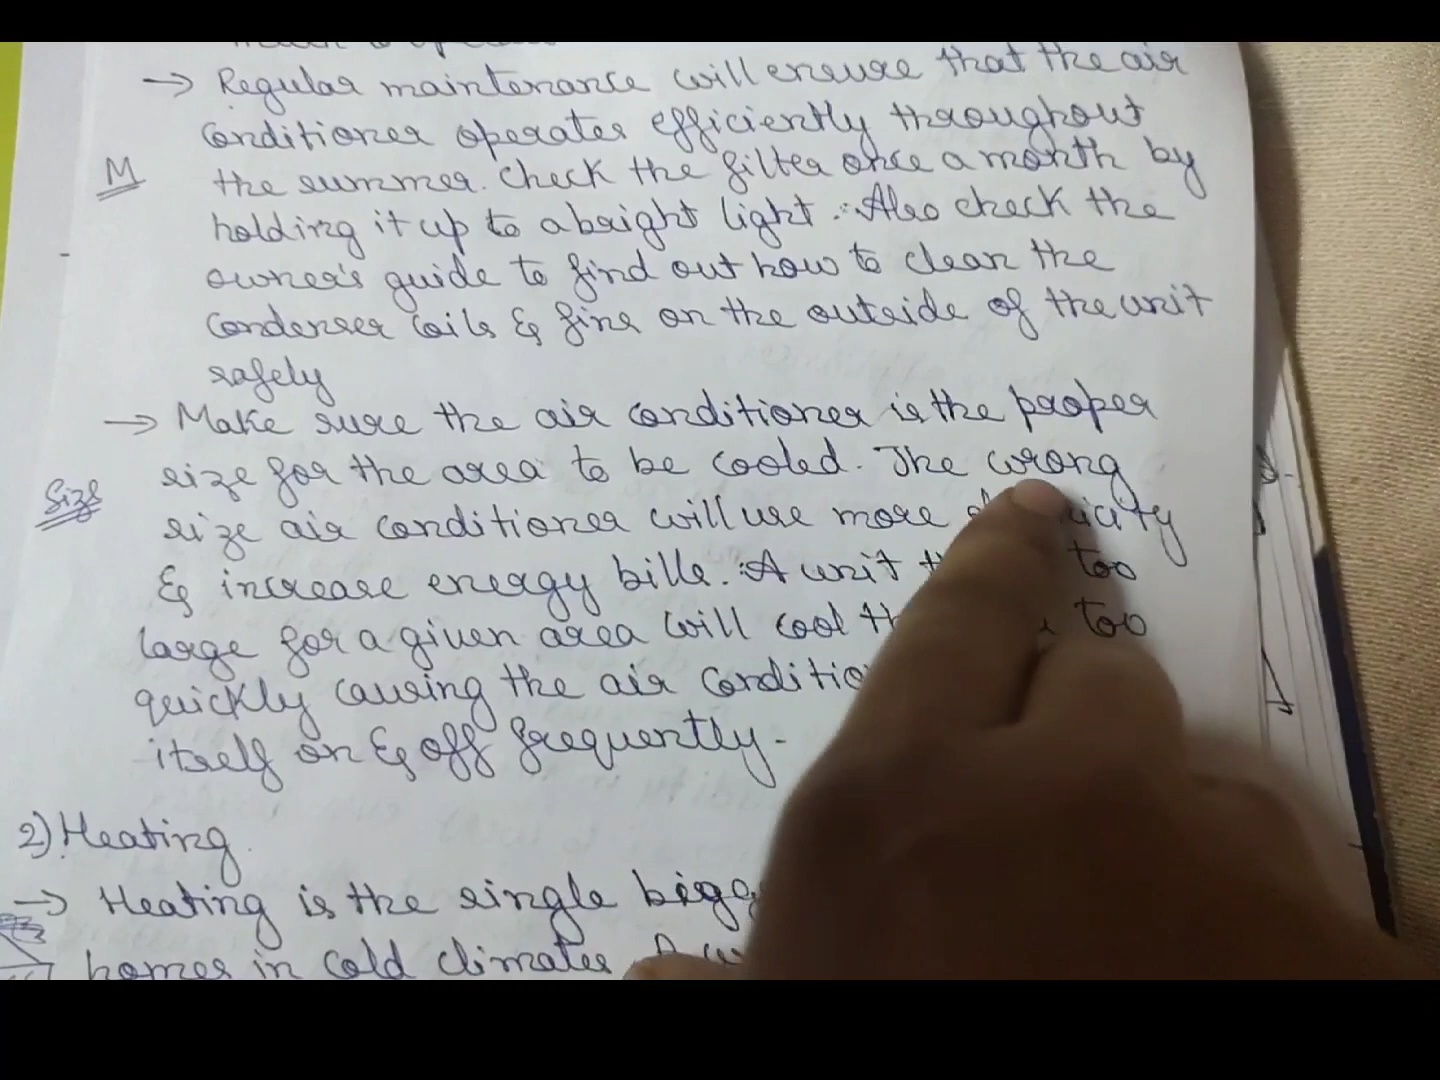 → Regular maintenance will ensure that the air
conditioner operates efficiently throughout
M
the summer. Check the filter once a month by
holding it up to a bright light. Also check the
owner's guide to find out how to clean the
condenser coils & fins on the outside of the unit
safely
→ Make sure the air conditioner is the proper
size for the area to be cooled. The wrong
Size
size air conditioner will use more
& increase energy bills. A unit too
large for a given area will cool too
quickly causing the air
itself on & off frequently.
2) Heating
→ Heating is the single
homes in cold climates